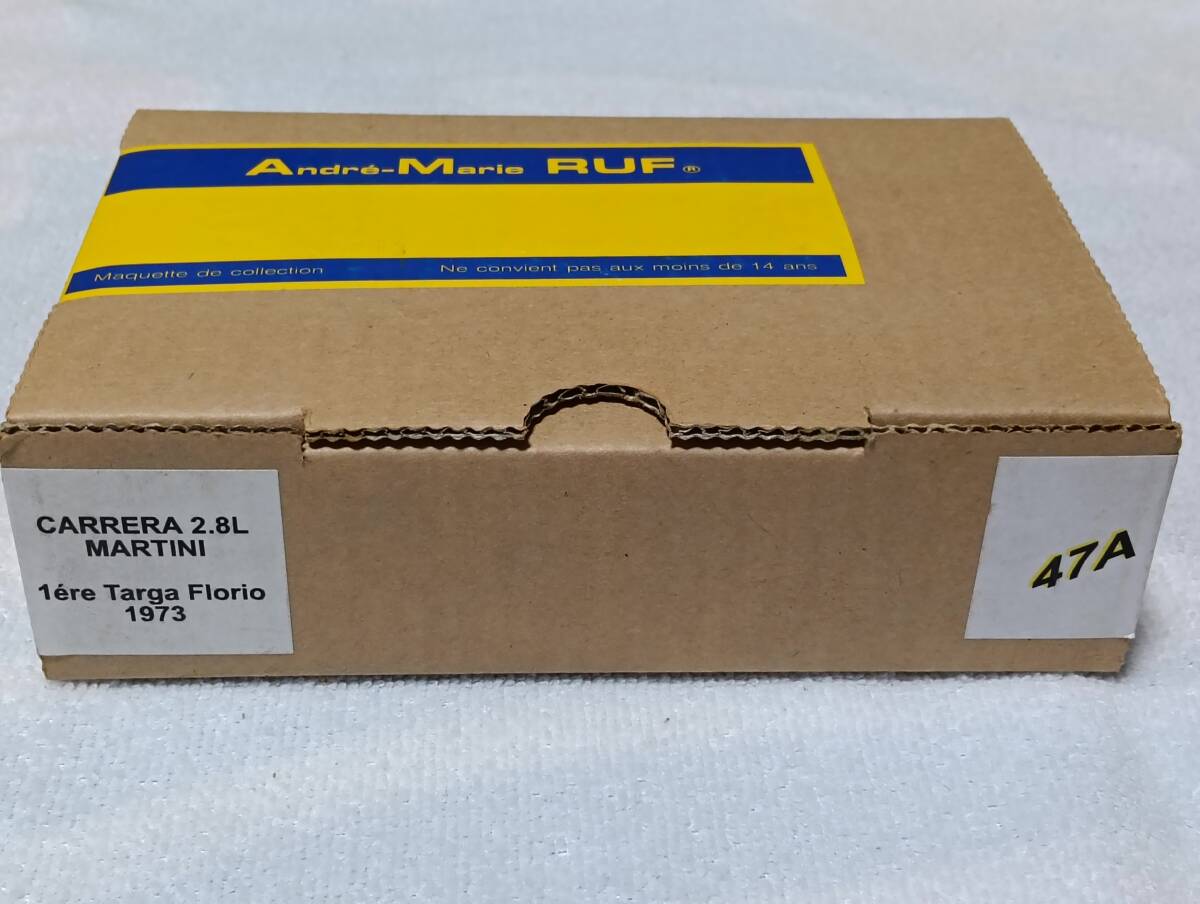 André-Marie RUF ®
Maquette de collection
Ne convient pas aux moins de 14 ans
CARRERA 2.8L
MARTINI
1ére Targa Florio
1973
47A